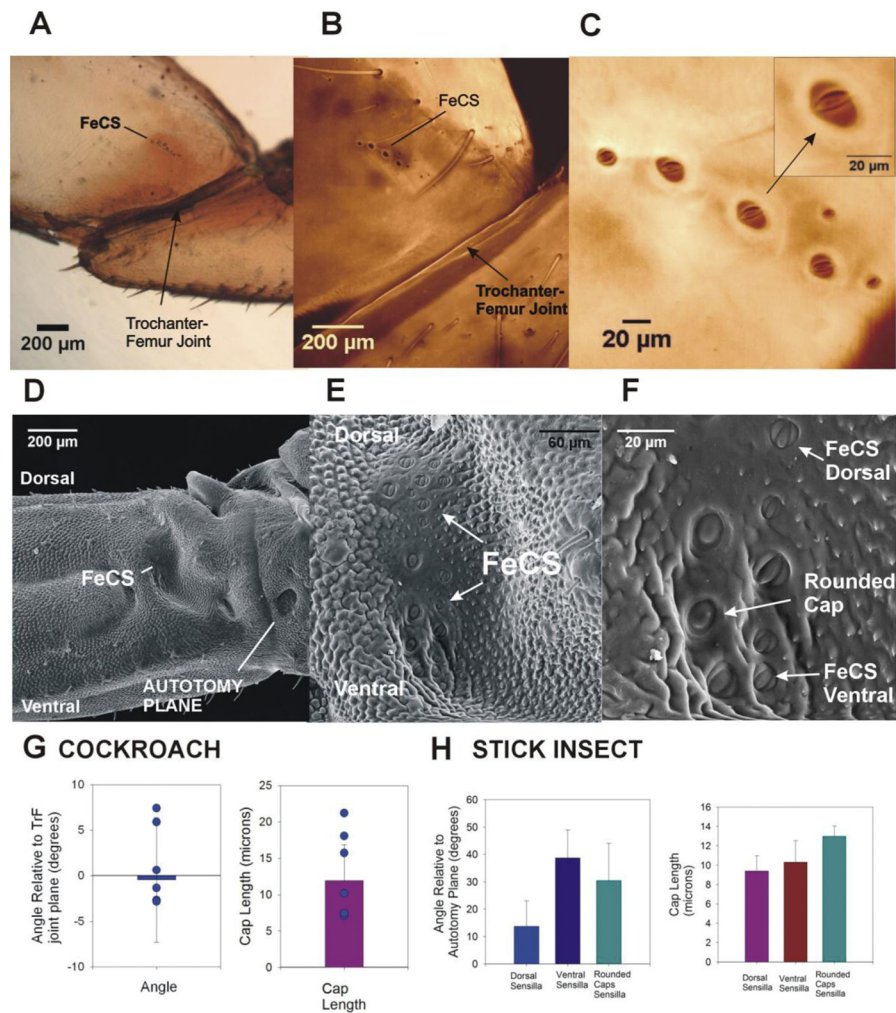 A
FeCS
Trochanter-
Femur Joint
200 µm
B
FeCS
Trochanter-
Femur Joint
200 µm
C
20 µm
20 µm
D
200 µm
Dorsal
FeCS
AUTOTOMY
PLANE
Ventral
E
Dorsal
60 µm
FeCS
Ventral
F
20 µm
FeCS
Dorsal
Rounded
Cap
FeCS
Ventral
G COCKROACH
Angle Relative to TrF
joint plane (degrees)
10
5
0
-5
-10
Angle
Cap Length (microns)
25
20
15
10
5
0
Cap
Length
H STICK INSECT
Angle Relative to
Autotomy Plane (degrees)
60
50
40
30
20
10
0
Dorsal
Sensilla
Ventral
Sensilla
Rounded
Caps
Sensilla
Cap Length
(microns)
16
14
12
10
8
6
4
2
0
Dorsal
Sensilla
Ventral
Sensilla
Rounded
Caps
Sensilla